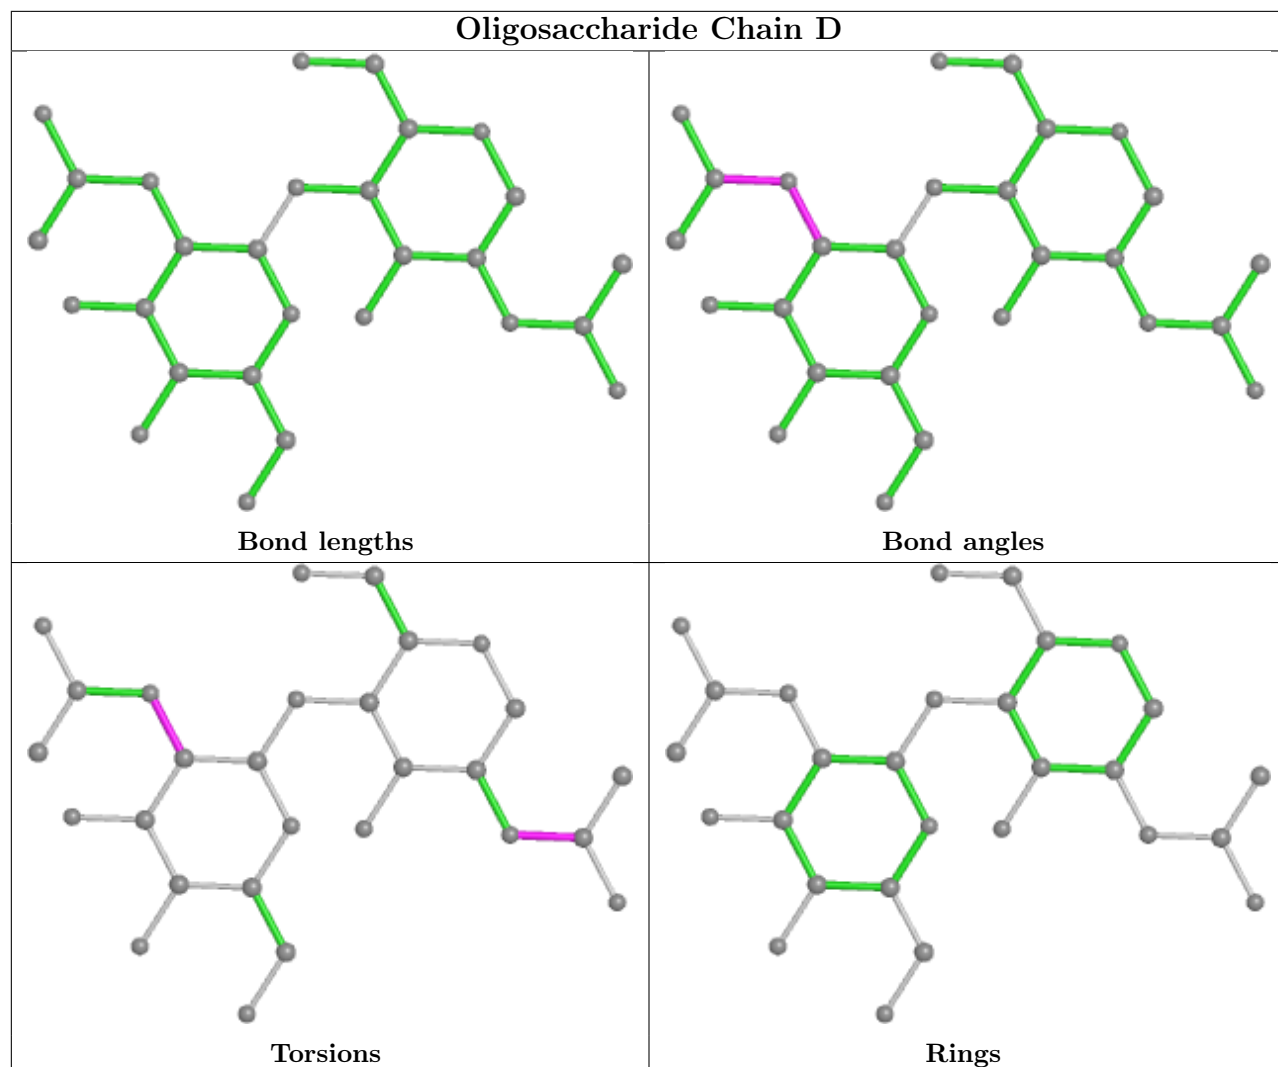 Oligosaccharide Chain D
Bond lengths
Bond angles
Torsions
Rings